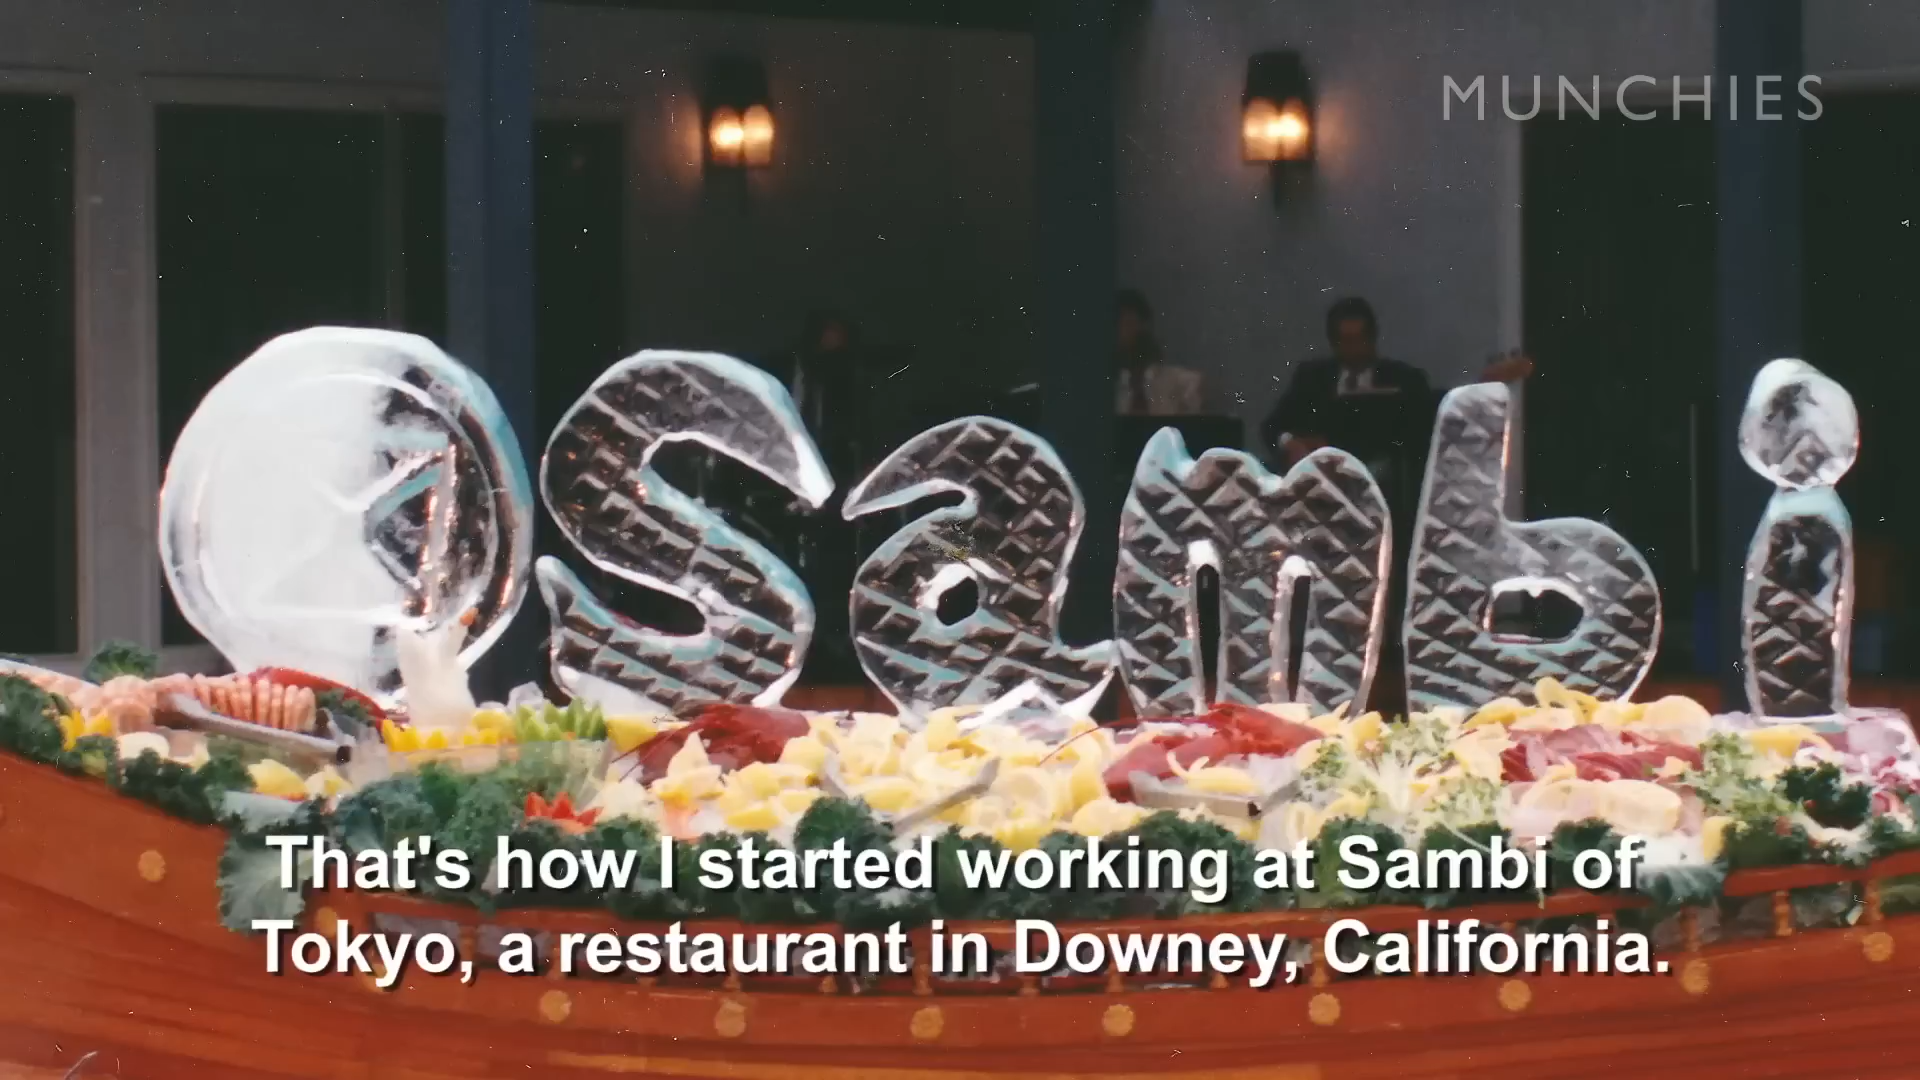 MUNCHIES
Sambi
That's how I started working at Sambi of
Tokyo, a restaurant in Downey, California.